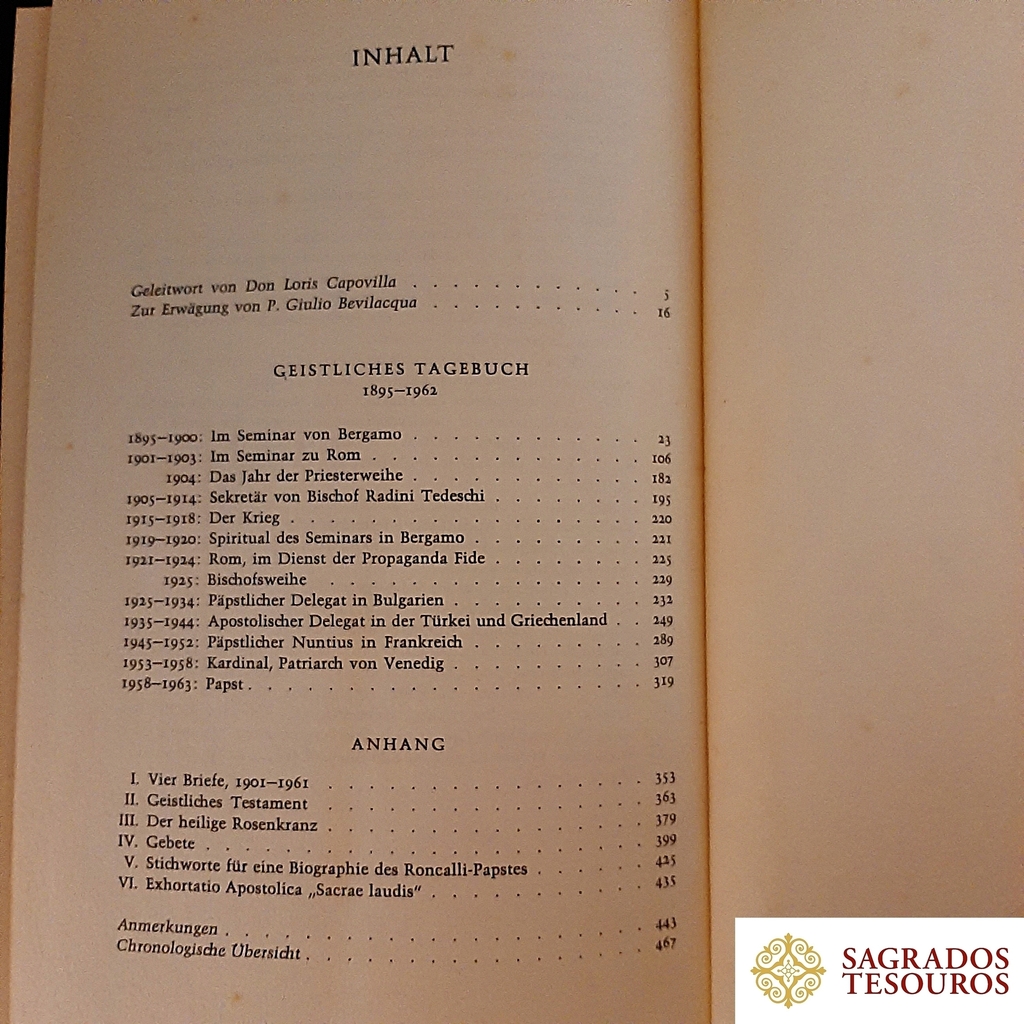 INHALT
Geleitwort von Don Loris Capovilla . . . . . . . . . . . . 5
Zur Erwägung von P. Giulio Bevilacqua . . . . . . . . . . . 16
GEISTLICHES TAGEBUCH
1895–1962
1895–1900: Im Seminar von Bergamo . . . . . . . . . . . . 23
1901–1903: Im Seminar zu Rom . . . . . . . . . . . . . . 106
1904: Das Jahr der Priesterweihe . . . . . . . . . . . . 182
1905–1914: Sekretär von Bischof Radini Tedeschi . . . . . . . . 195
1915–1918: Der Krieg . . . . . . . . . . . . . . . . . . 220
1919–1920: Spiritual des Seminars in Bergamo . . . . . . . . . 221
1921–1924: Rom, im Dienst der Propaganda Fide . . . . . . . . 225
1925: Bischofsweihe . . . . . . . . . . . . . . . . 229
1925–1934: Päpstlicher Delegat in Bulgarien . . . . . . . . . . 232
1935–1944: Apostolischer Delegat in der Türkei und Griechenland . . 249
1945–1952: Päpstlicher Nuntius in Frankreich . . . . . . . . . 289
1953–1958: Kardinal, Patriarch von Venedig . . . . . . . . . . 307
1958–1963: Papst . . . . . . . . . . . . . . . . . . . . 319
ANHANG
I. Vier Briefe, 1901–1961 . . . . . . . . . . . . . . . . 353
II. Geistliches Testament . . . . . . . . . . . . . . . . 363
III. Der heilige Rosenkranz . . . . . . . . . . . . . . . . 379
IV. Gebete . . . . . . . . . . . . . . . . . . . . . . 399
V. Stichworte für eine Biographie des Roncalli-Papstes . . . . . . 425
VI. Exhortatio Apostolica „Sacrae laudis“ . . . . . . . . . . . 435
Anmerkungen . . . . . . . . . . . . . . . . . . . . . 443
Chronologische Übersicht . . . . . . . . . . . . . . . . . 467
SAGRADOS
TESOUROS